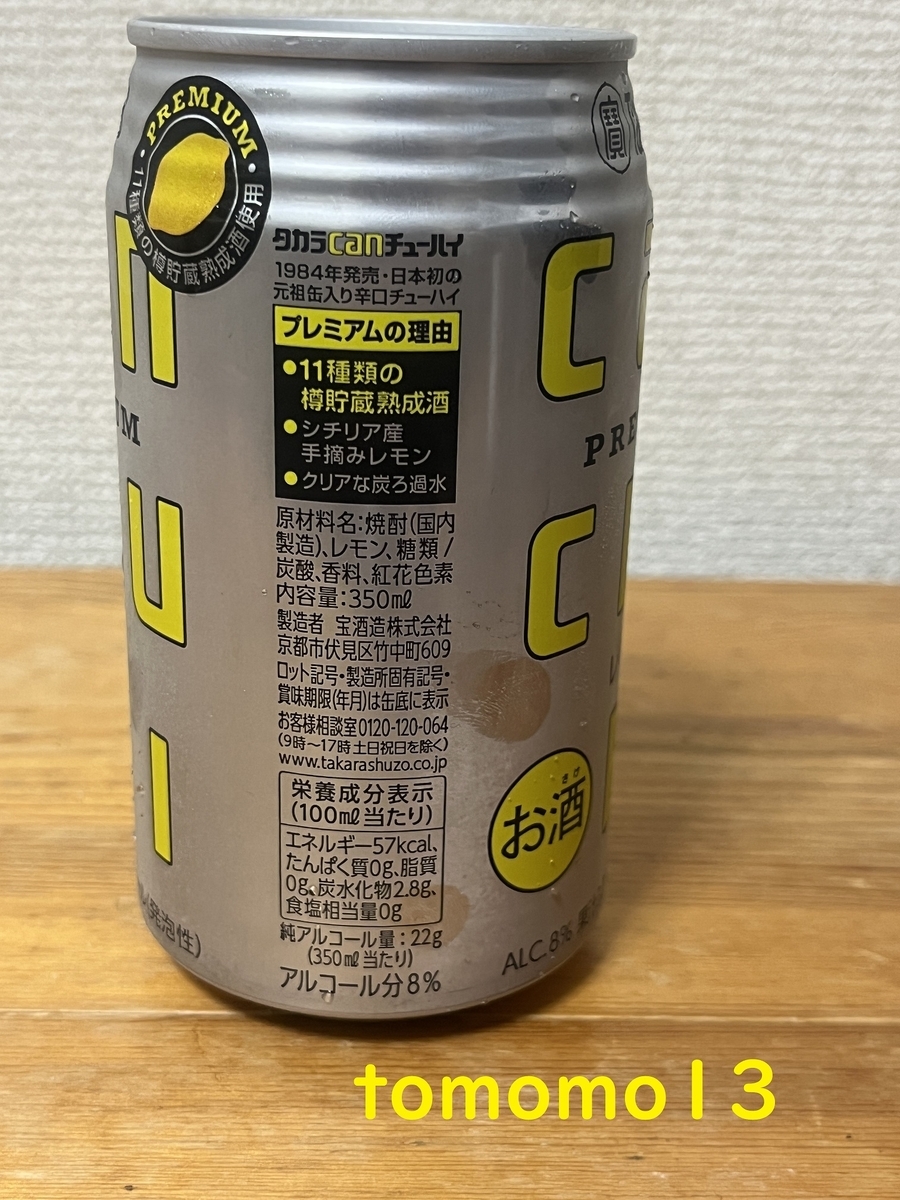 PREMIUM
11種類の樽貯蔵熟成酒使用
タカラcanチューハイ
1984年発売・日本初の
元祖缶入り辛口チューハイ
プレミアムの理由
●11種類の
樽貯蔵熟成酒
●シチリア産
手摘みレモン
●クリアな炭ろ過水
原材料名:焼酎(国内
製造)、レモン、糖類/
炭酸、香料、紅花色素
内容量:350㎖
製造者 宝酒造株式会社
京都市伏見区竹中町609
ロット記号・製造所固有記号・
賞味期限(年月)は缶底に表示
お客様相談室0120-120-064
(9時〜17時 土日祝日を除く)
www.takarashuzo.co.jp
栄養成分表示
(100㎖当たり)
エネルギー57kcal、
たんぱく質0g、脂質
0g、炭水化物2.8g、
食塩相当量0g
純アルコール量:22g
(350㎖当たり)
アルコール分8%
n
UM
U
I
(発泡性)
寶
C
PRE
C
L
さけ
お酒
ALC.8% 果
tomomo13